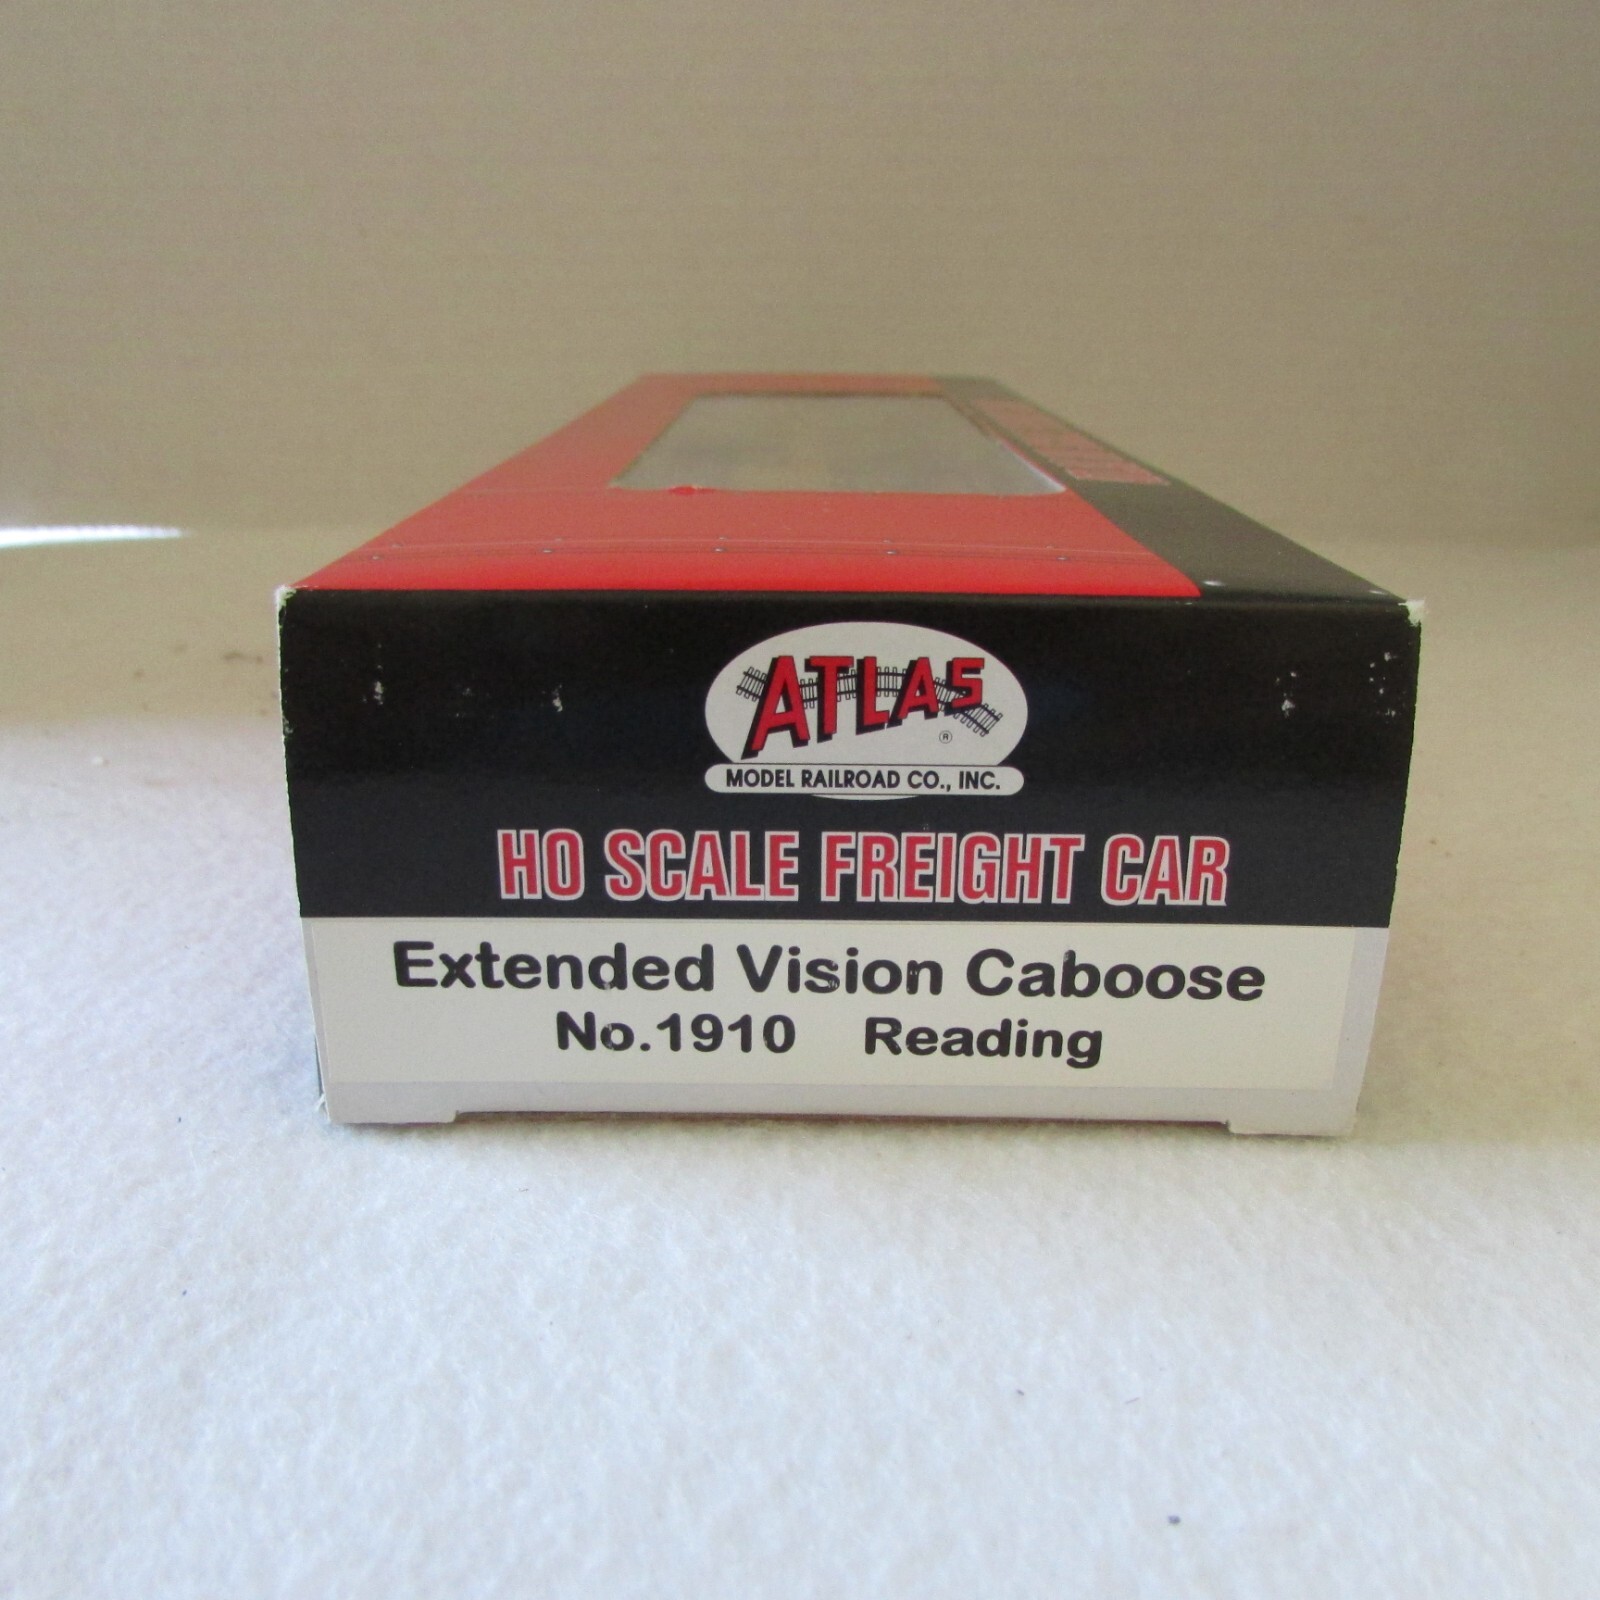 ATLAS ®
MODEL RAILROAD CO., INC.
HO SCALE FREIGHT CAR
Extended Vision Caboose
No.1910 Reading